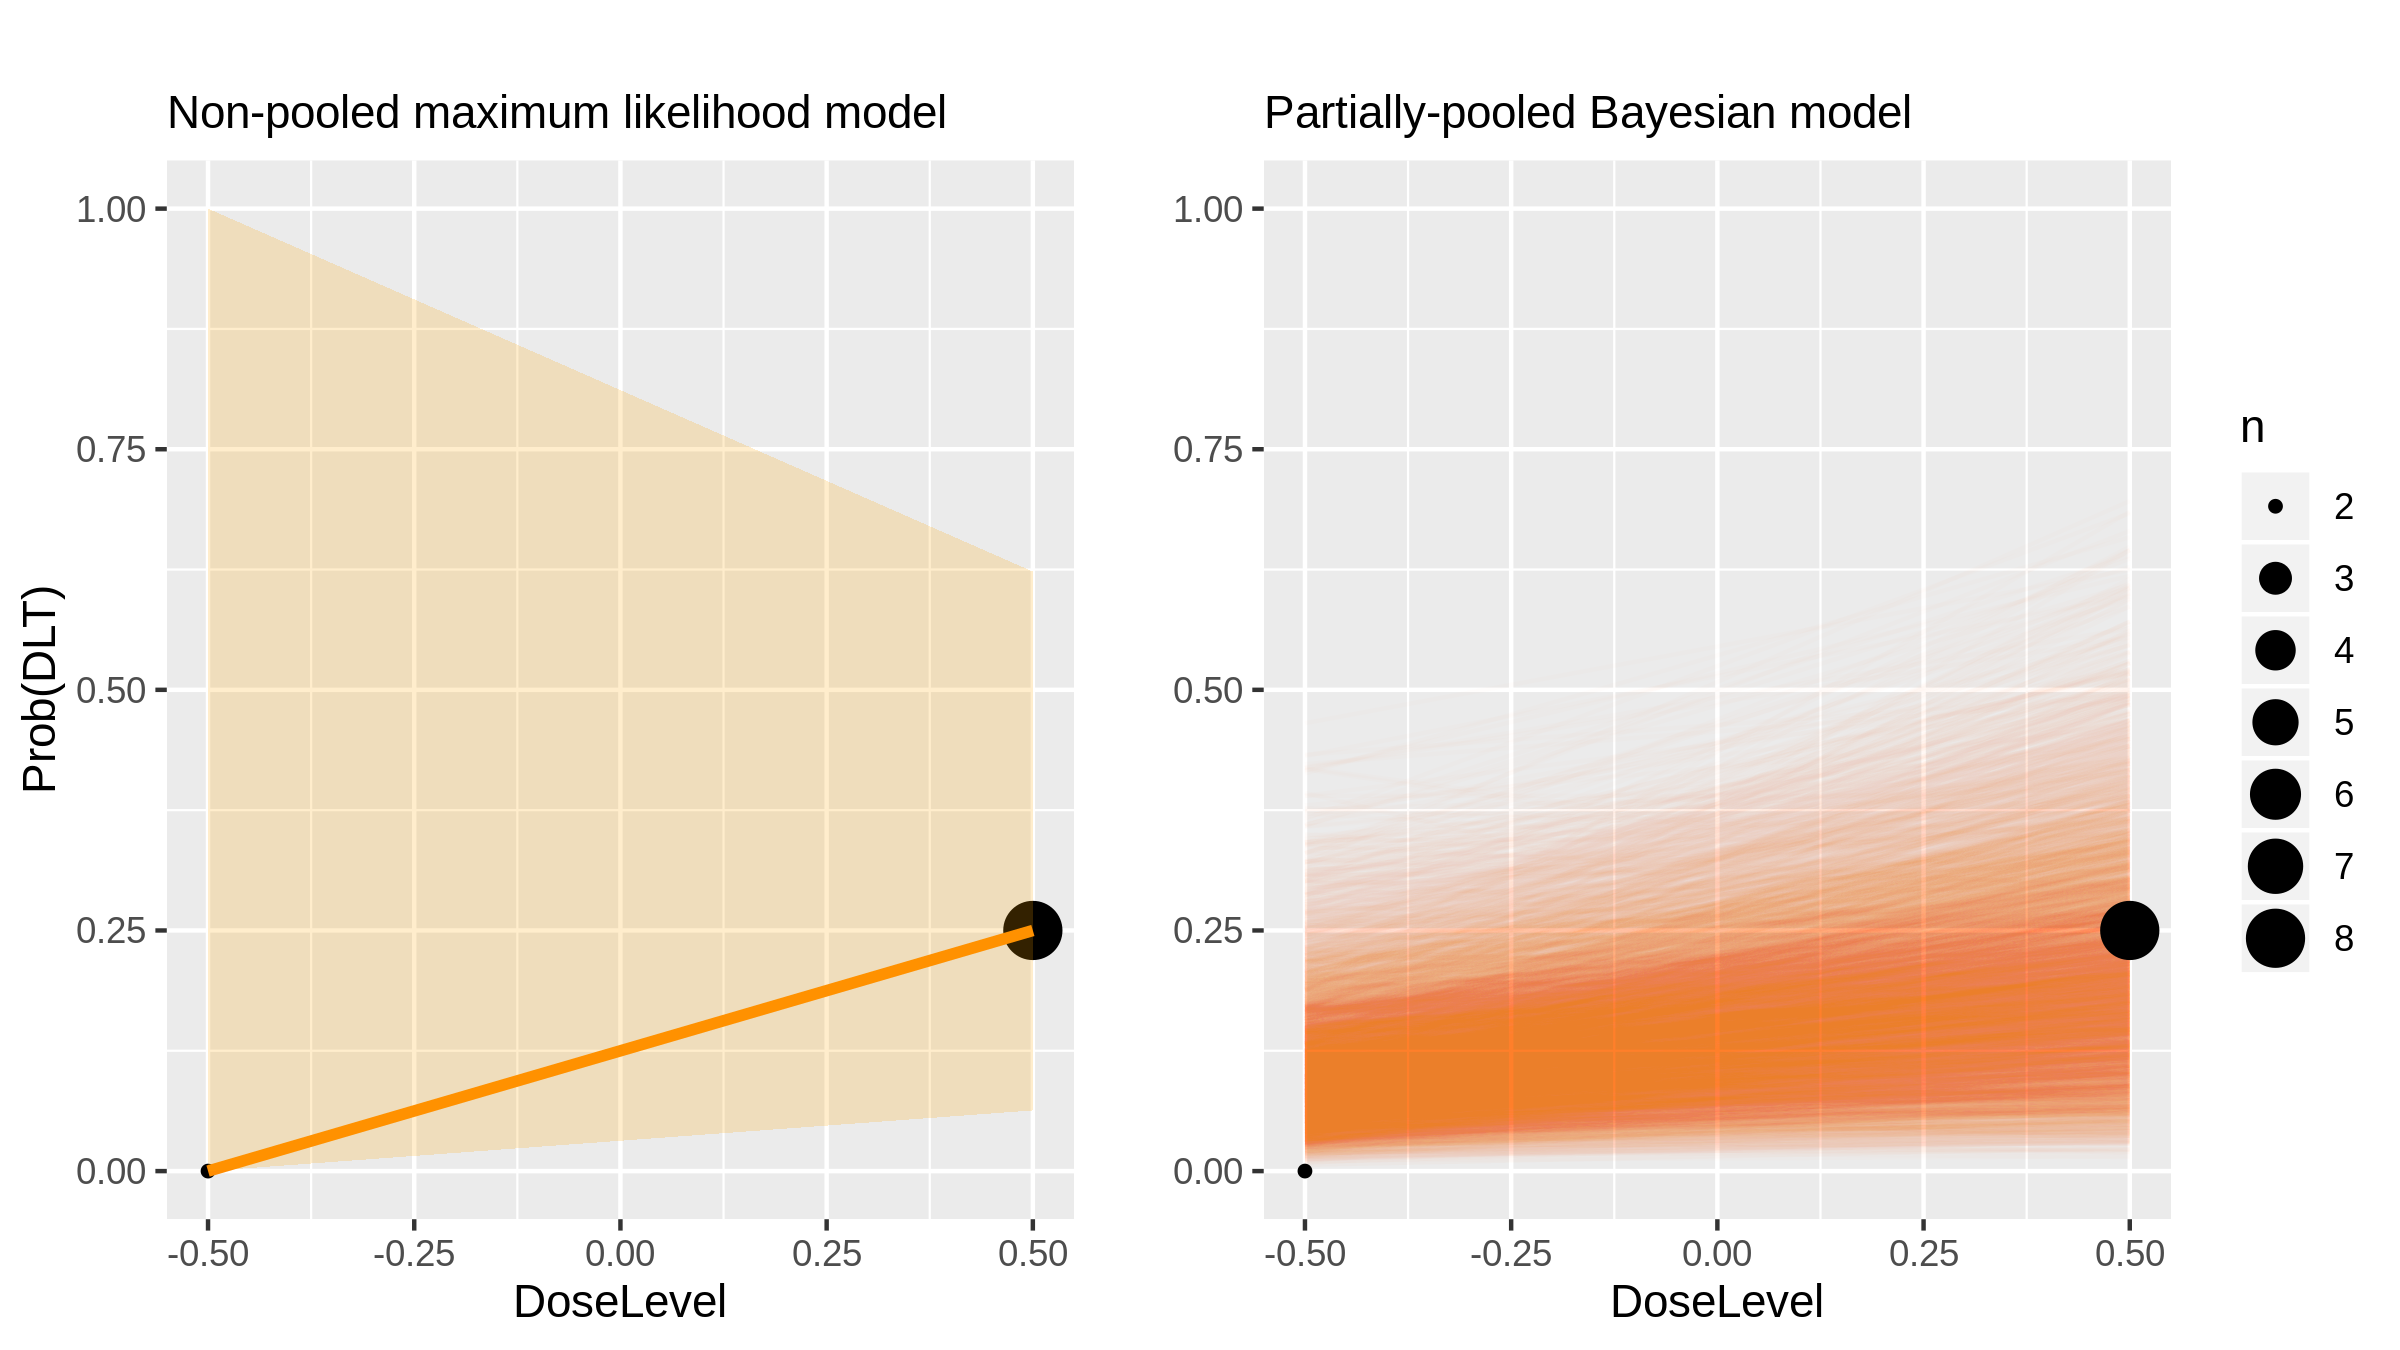 Non-pooled maximum likelihood model
Partially-pooled Bayesian model
Prob(DLT)
1.00
0.75
0.50
0.25
0.00
-0.50 -0.25 0.00 0.25 0.50
DoseLevel
1.00
0.75
0.50
0.25
0.00
-0.50 -0.25 0.00 0.25 0.50
DoseLevel
n
2
3
4
5
6
7
8